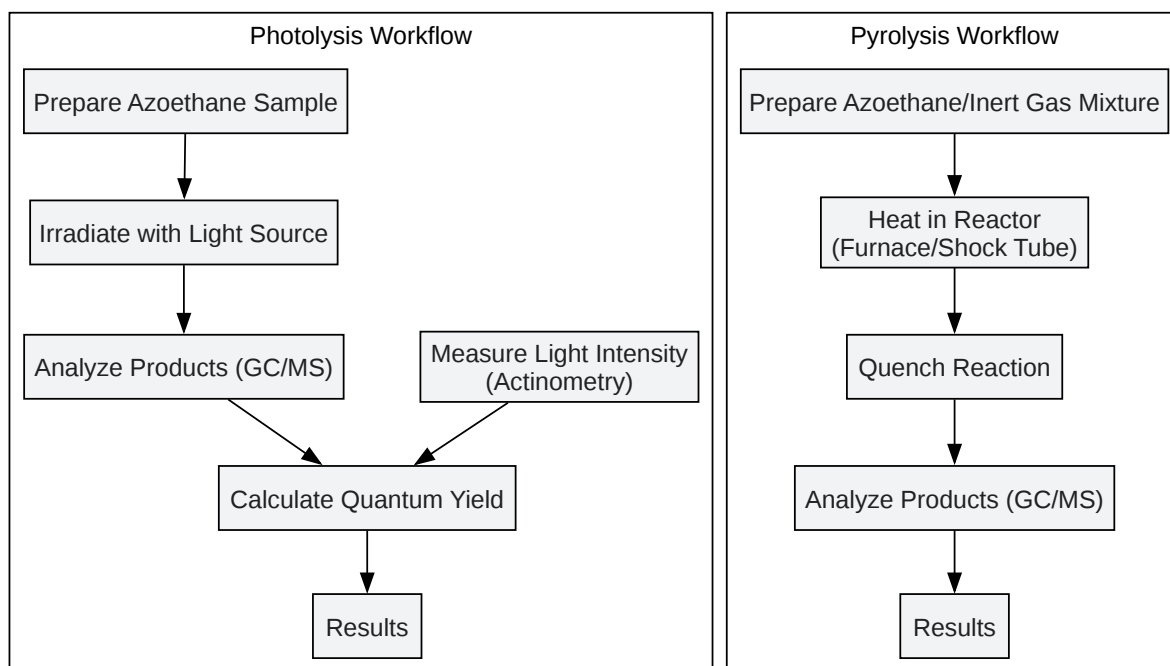 Photolysis Workflow
Prepare Azoethane Sample
Irradiate with Light Source
Analyze Products (GC/MS)
Measure Light Intensity
(Actinometry)
Calculate Quantum Yield
Results
Pyrolysis Workflow
Prepare Azoethane/Inert Gas Mixture
Heat in Reactor
(Furnace/Shock Tube)
Quench Reaction
Analyze Products (GC/MS)
Results